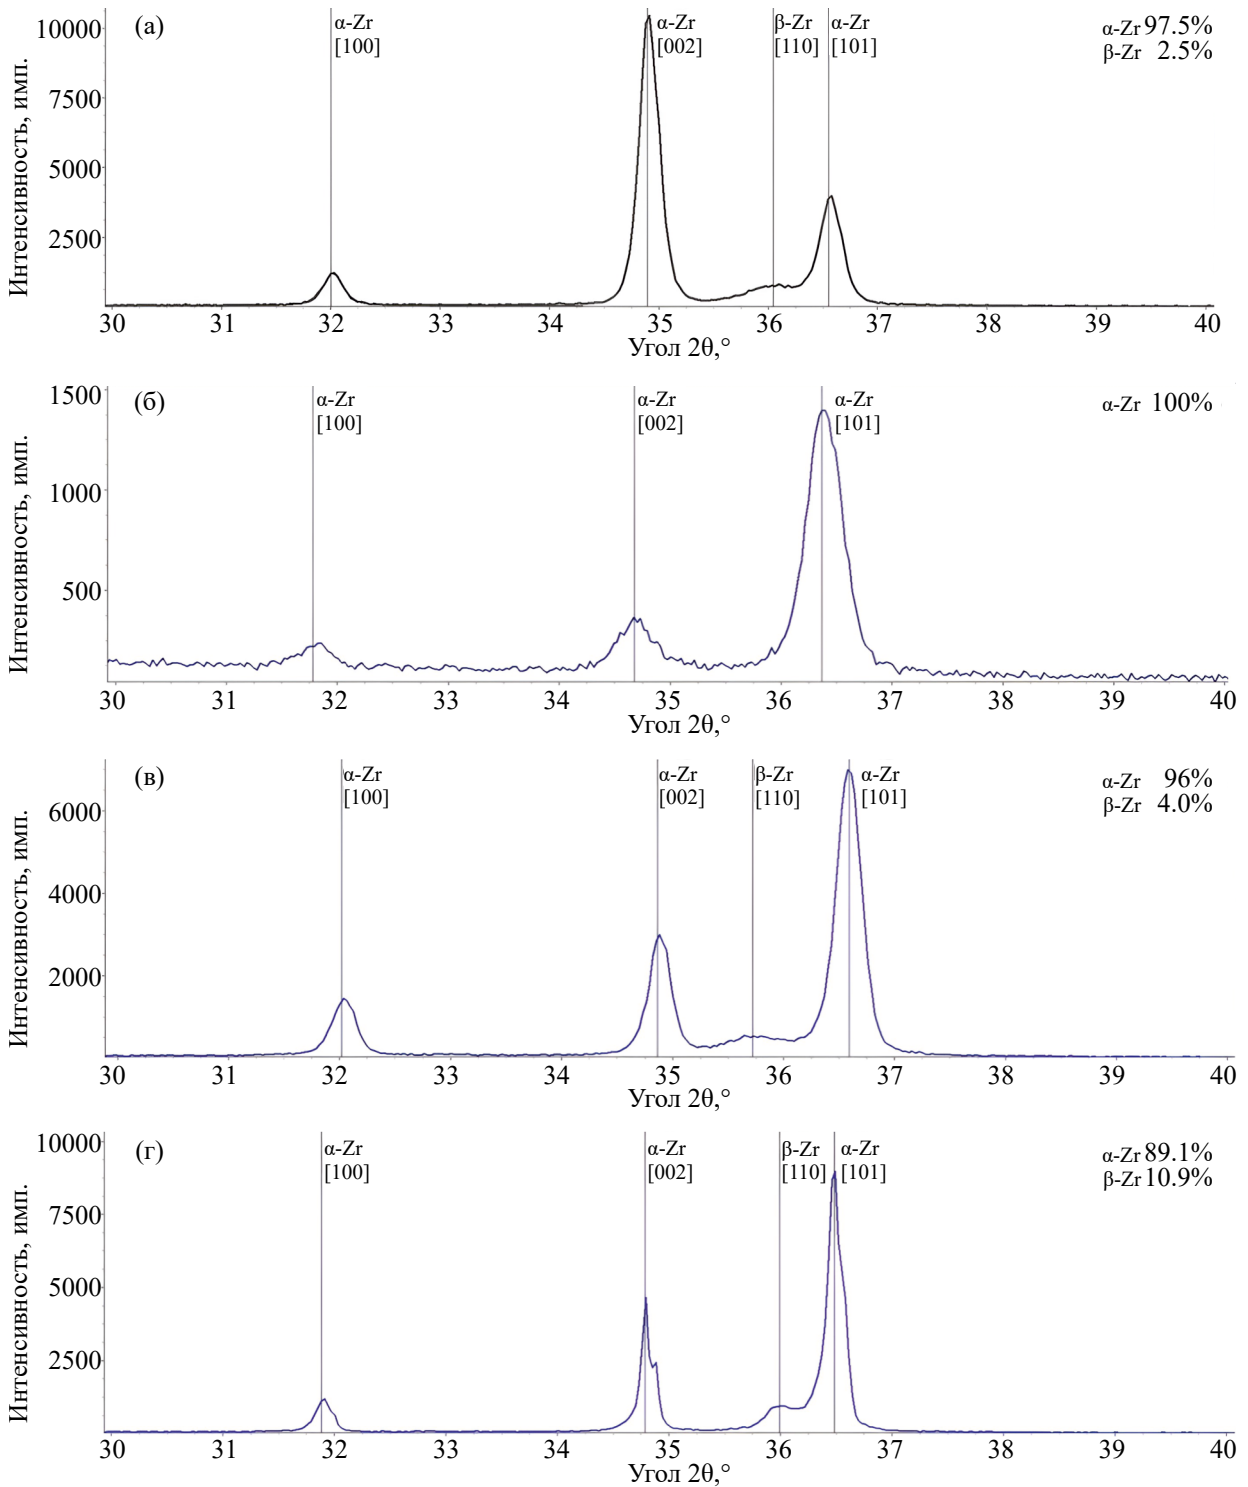 (а)
α-Zr
[100]
α-Zr
[002]
β-Zr
[110]
α-Zr
[101]
α-Zr 97.5%
β-Zr 2.5%
10000
7500
5000
2500
Интенсивность, имп.
30 31 32 33 34 35 36 37 38 39 40
Угол 2θ,°
(б)
α-Zr
[100]
α-Zr
[002]
α-Zr
[101]
α-Zr 100%
1500
1000
500
Интенсивность, имп.
30 31 32 33 34 35 36 37 38 39 40
Угол 2θ,°
(в)
α-Zr
[100]
α-Zr
[002]
β-Zr
[110]
α-Zr
[101]
α-Zr 96%
β-Zr 4.0%
6000
4000
2000
Интенсивность, имп.
30 31 32 33 34 35 36 37 38 39 40
Угол 2θ,°
(г)
α-Zr
[100]
α-Zr
[002]
β-Zr
[110]
α-Zr
[101]
α-Zr 89.1%
β-Zr 10.9%
10000
7500
5000
2500
Интенсивность, имп.
30 31 32 33 34 35 36 37 38 39 40
Угол 2θ,°